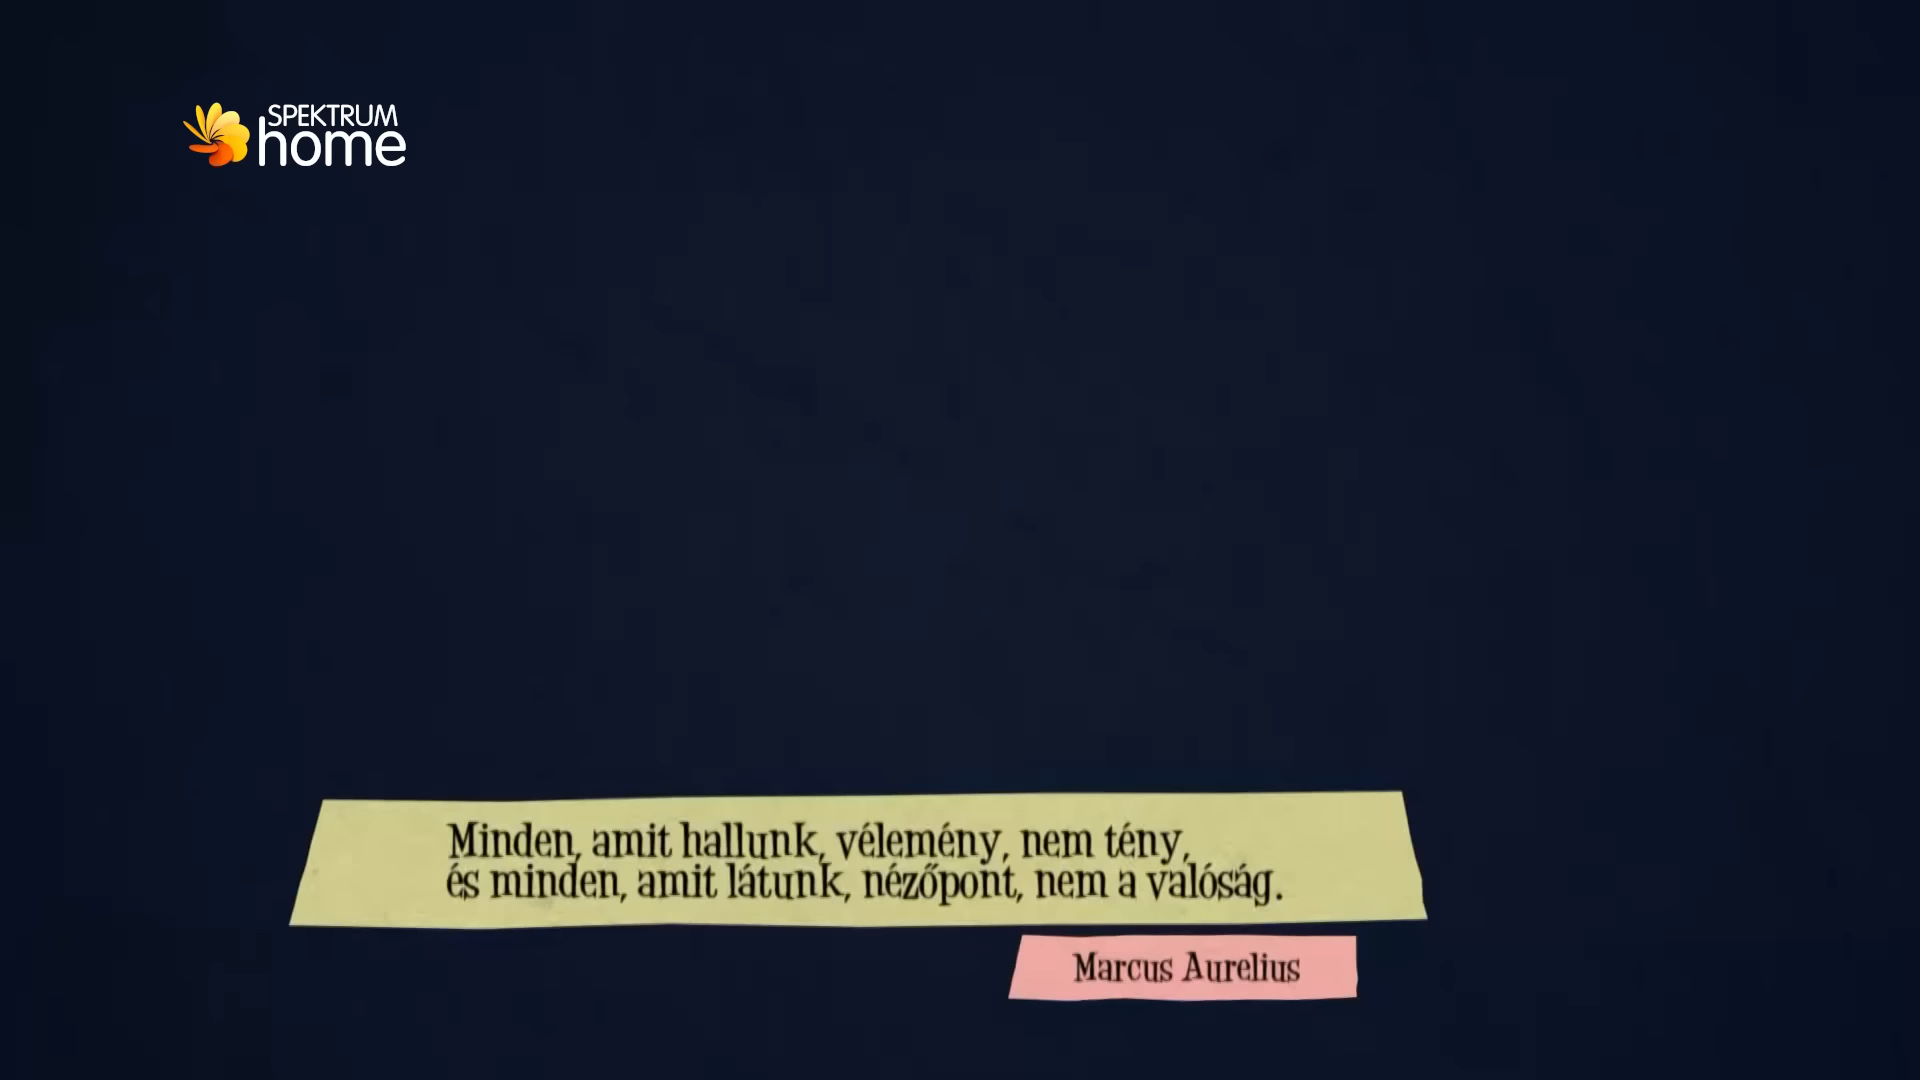 SPEKTRUM
home
Minden, amit hallunk, vélemény, nem tény,
és minden, amit látunk, nézőpont, nem a valóság.
Marcus Aurelius